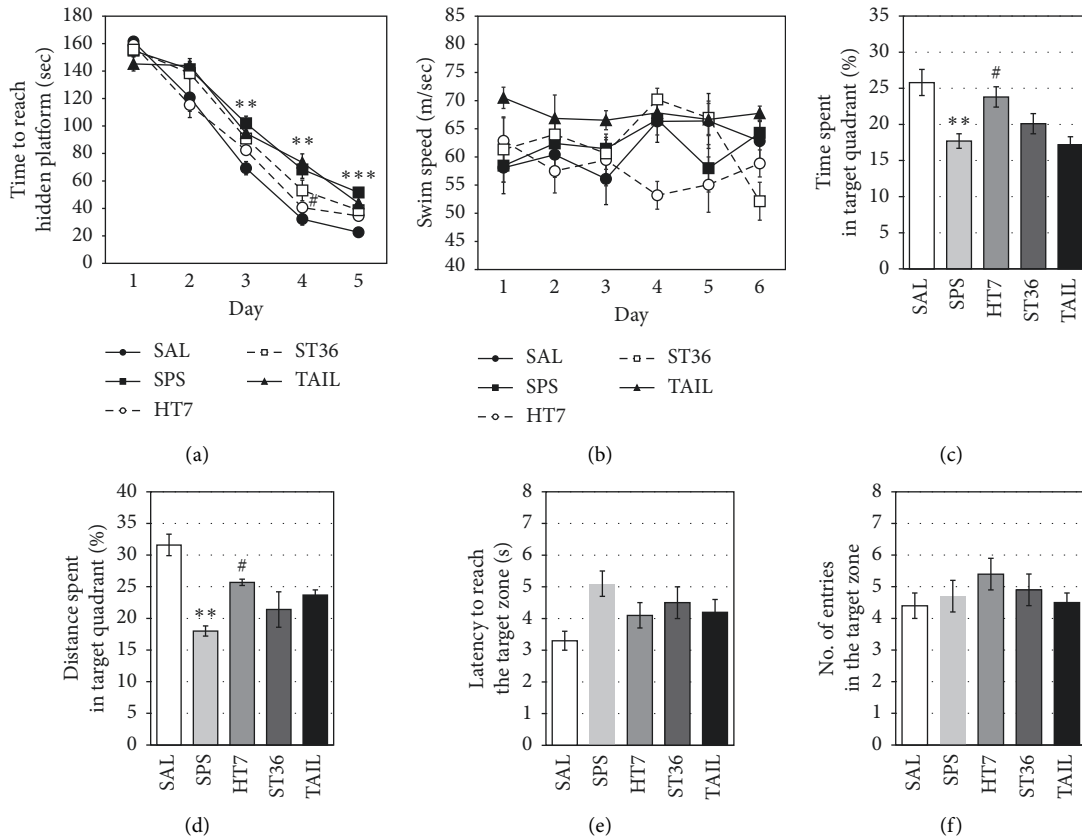 Time to reach
hidden platform (sec)
180
160
140
120
100
80
60
40
20
0
**
**
#
***
1 2 3 4 5
Day
SAL
SPS
HT7
ST36
TAIL
(a)
Swim speed (m/sec)
85
80
75
70
65
60
55
50
45
40
1 2 3 4 5 6
Day
SAL
SPS
HT7
ST36
TAIL
(b)
Time spent
in target quadrant (%)
35
30
25
20
15
10
5
0
**
#
SAL
SPS
HT7
ST36
TAIL
(c)
Distance spent
in target quadrant (%)
40
35
30
25
20
15
10
5
0
**
#
SAL
SPS
HT7
ST36
TAIL
(d)
Latency to reach
the target zone (s)
8
7
6
5
4
3
2
1
0
SAL
SPS
HT7
ST36
TAIL
(e)
No. of entries
in the target zone
8
7
6
5
4
3
2
1
0
SAL
SPS
HT7
ST36
TAIL
(f)